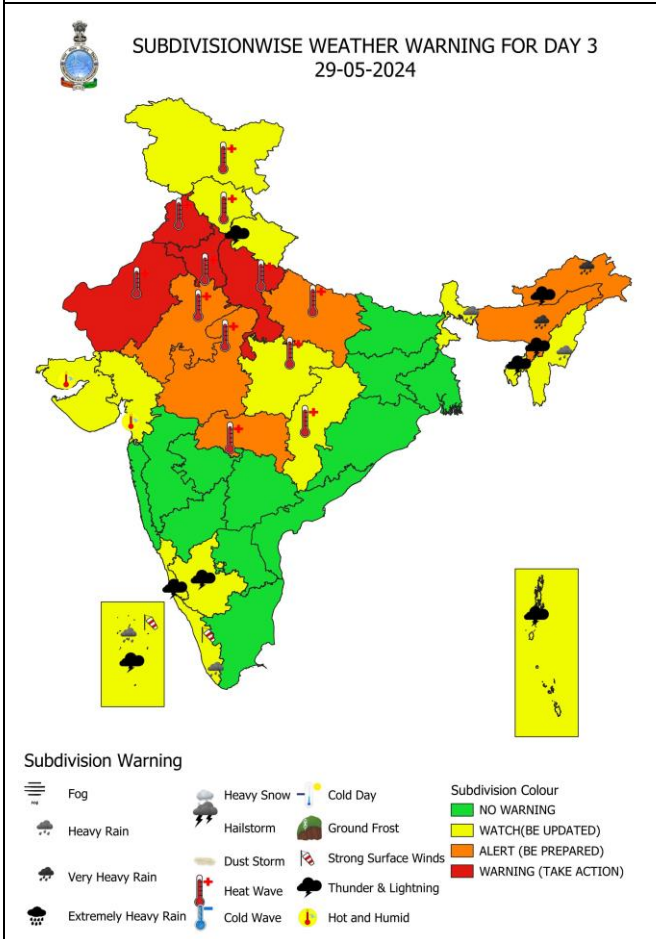 SUBDIVISIONWISE WEATHER WARNING FOR DAY 3
29-05-2024
Subdivision Warning
Fog
Heavy Rain
Very Heavy Rain
Extremely Heavy Rain
Heavy Snow
Hailstorm
Dust Storm
Heat Wave
Cold Wave
Cold Day
Ground Frost
Strong Surface Winds
Thunder & Lightning
Hot and Humid
Subdivision Colour
NO WARNING
WATCH(BE UPDATED)
ALERT (BE PREPARED)
WARNING (TAKE ACTION)